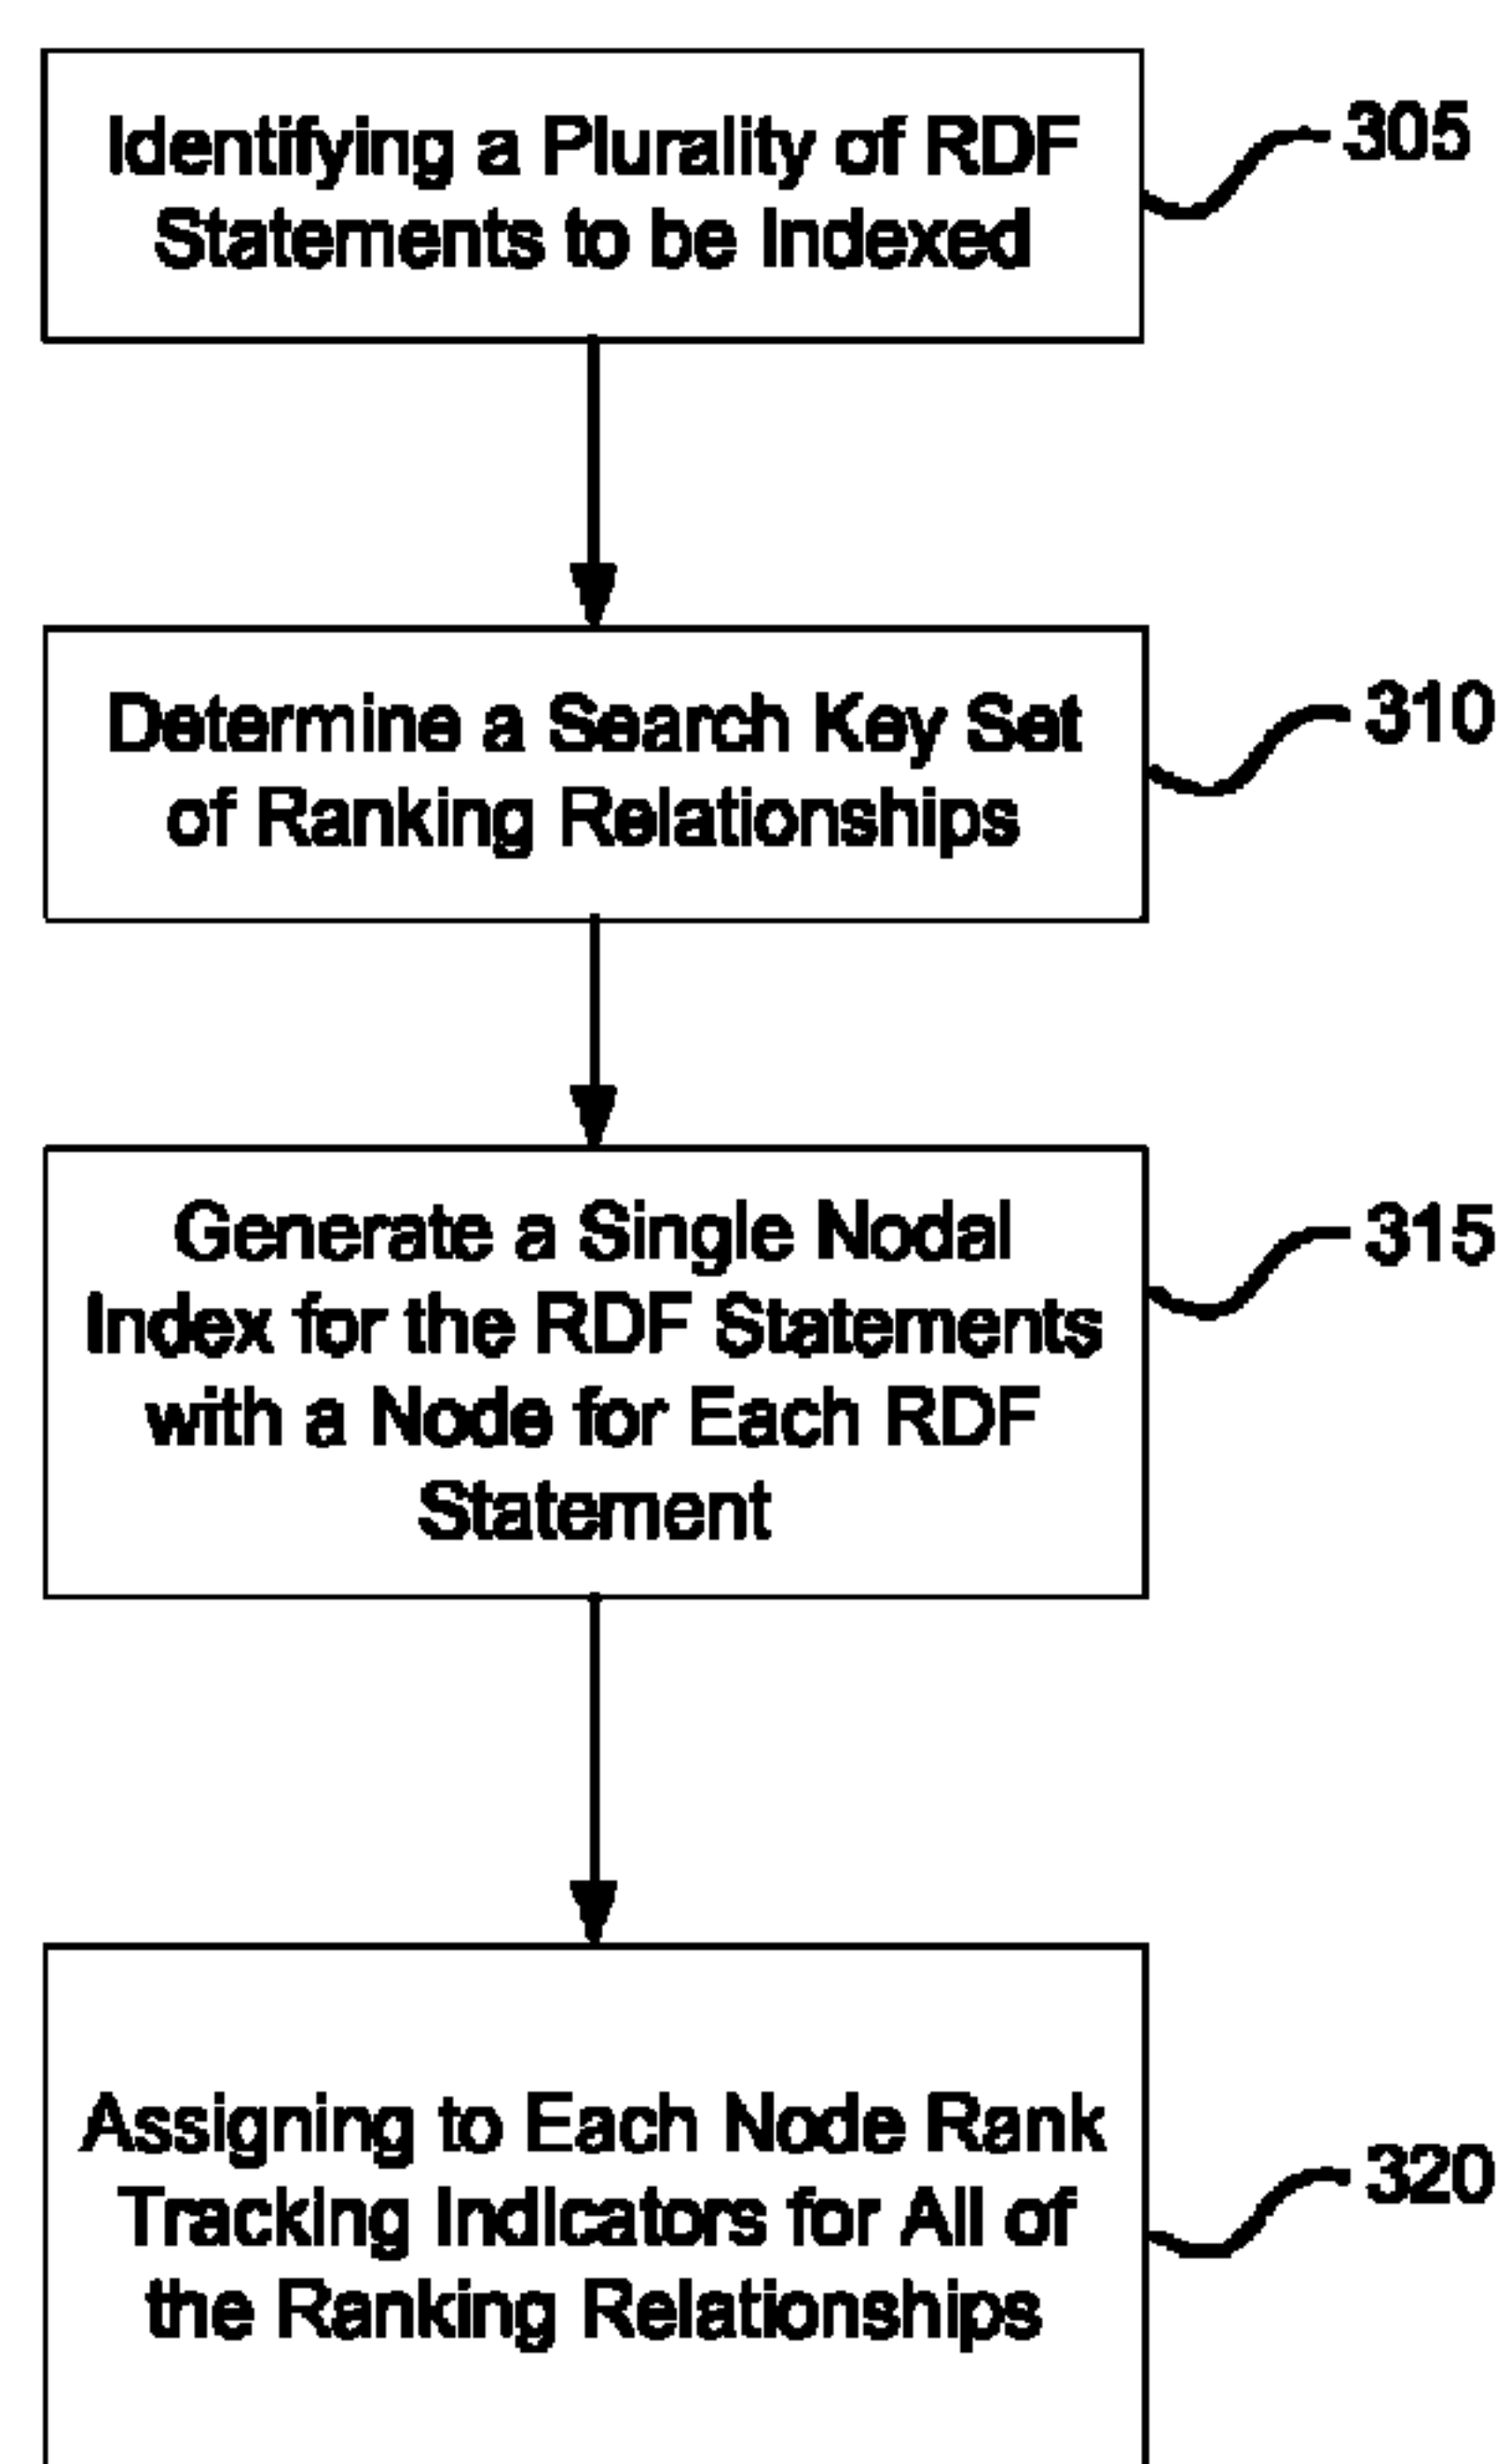 Identifying a Plurality of RDF
Statements to be Indexed
305
Determine a Search Key Set
of Ranking Relationships
310
Generate a Single Nodal
Index for the RDF Statements
with a Node for Each RDF
Statement
315
Assigning to Each Node Rank
Tracking Indicators for All of
the Ranking Relationships
320